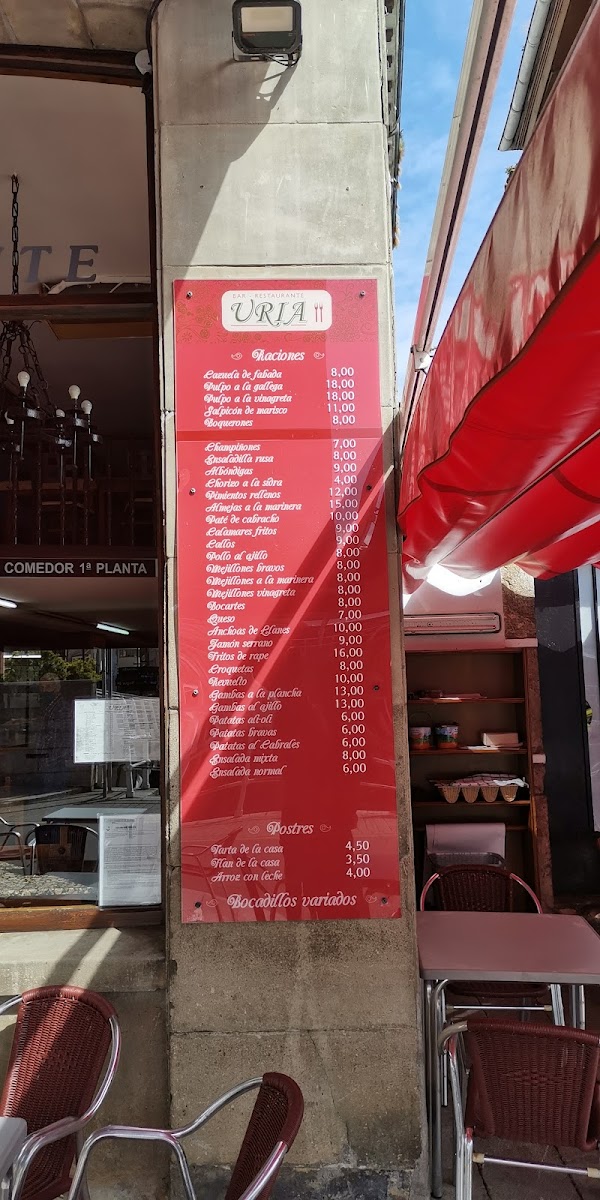 TE
BAR RESTAURANTE
URIA
Raciones
Cazuela de fabada 8,00
Pulpo a la gallega 18,00
Pulpo a la vinagreta 18,00
Salpicón de marisco 11,00
Boquerones 8,00
Champiñones 7,00
Ensaladilla rusa 8,00
Albóndigas 9,00
Chorizo a la sidra 4,00
Pimientos rellenos 12,00
Almejas a la marinera 15,00
Paté de cabracho 10,00
Calamares fritos 9,00
Callos 9,00
Pollo al ajillo 8,00
Mejillones bravos 8,00
Mejillones a la marinera 8,00
Mejillones vinagreta 8,00
Bocartes 8,00
Queso 7,00
Anchoas de Llanes 10,00
Jamón serrano 9,00
Fritos de rape 16,00
Croquetas 8,00
Revuelto 10,00
Gambas a la plancha 13,00
Gambas al ajillo 13,00
Patatas ali-oli 6,00
Patatas bravas 6,00
Patatas al Cabrales 6,00
Ensalada mixta 8,00
Ensalada normal 6,00
Postres
Tarta de la casa 4,50
Flan de la casa 3,50
Arroz con leche 4,00
Bocadillos variados
COMEDOR 1ª PLANTA